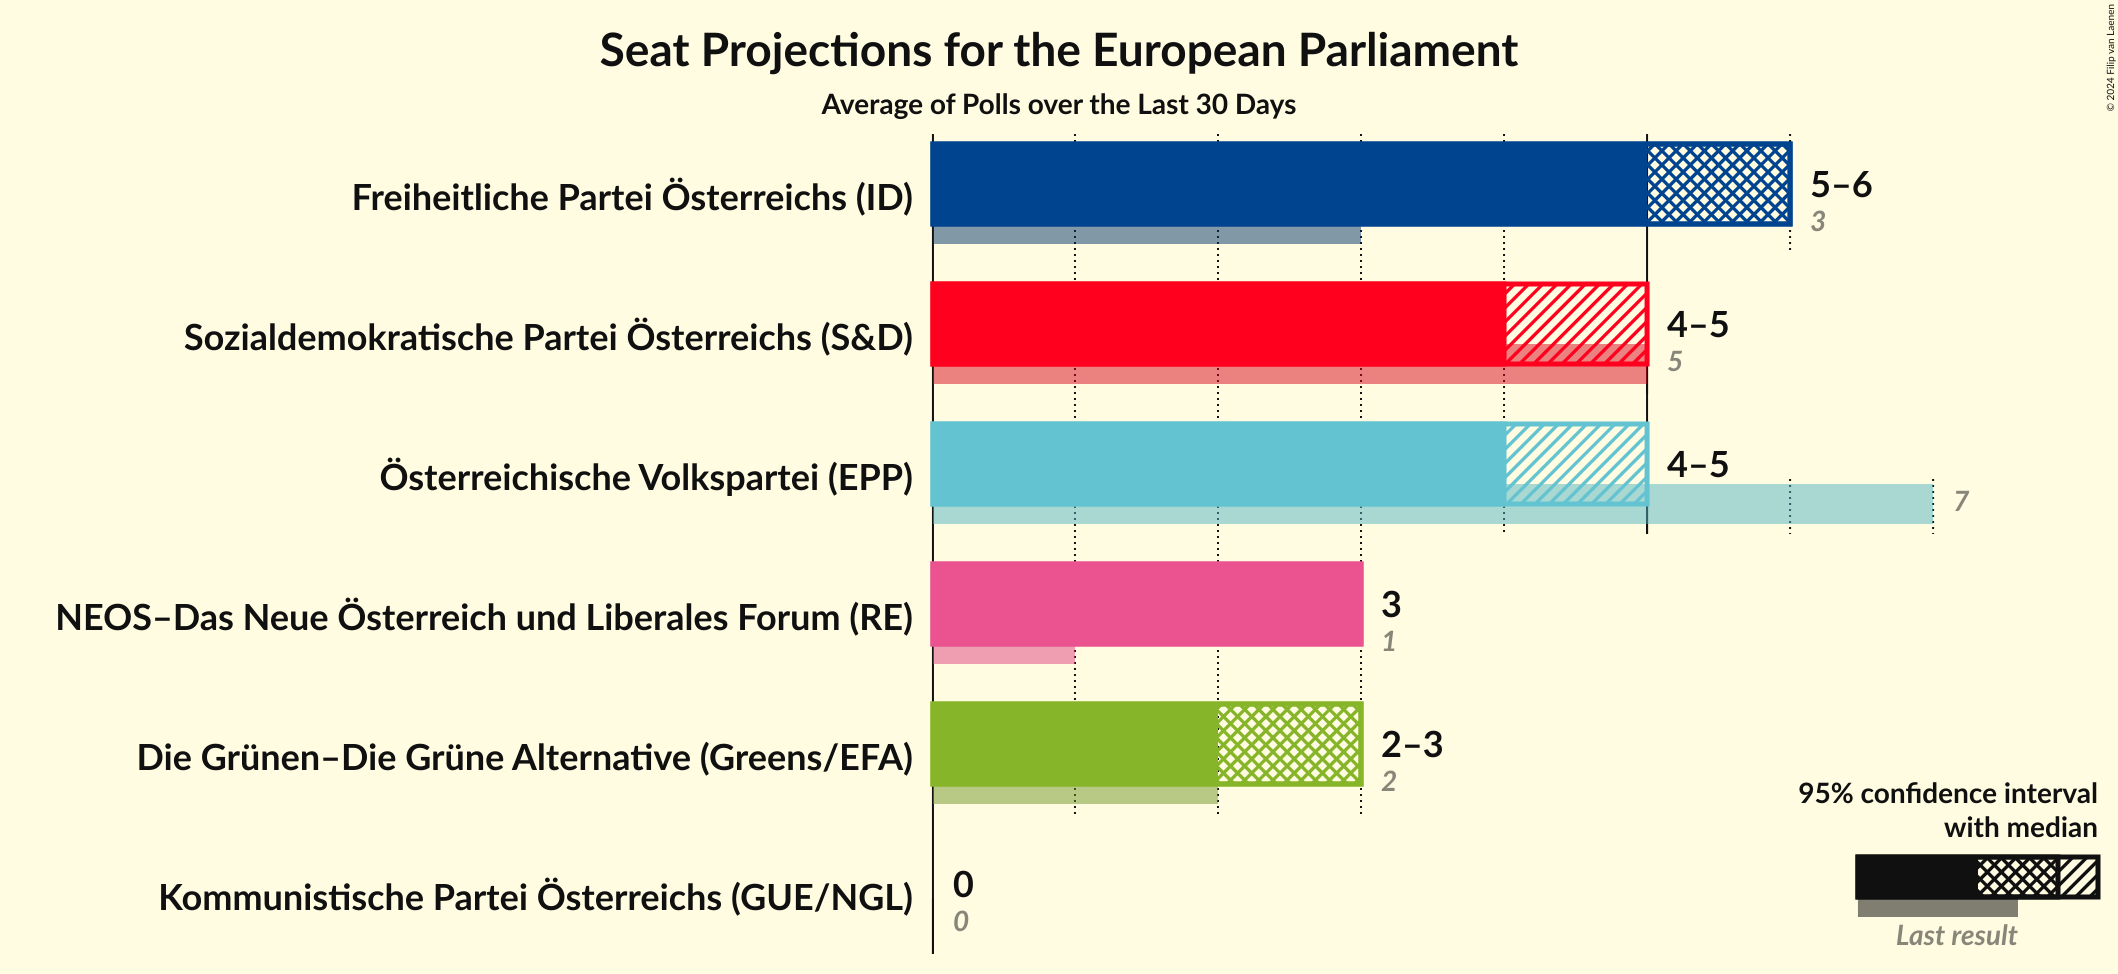 Seat Projections for the European Parliament
Average of Polls over the Last 30 Days
© 2024 Filip van Laenen
Freiheitliche Partei Österreichs (ID)
5–6
3
Sozialdemokratische Partei Österreichs (S&D)
4–5
5
Österreichische Volkspartei (EPP)
4–5
7
NEOS–Das Neue Österreich und Liberales Forum (RE)
3
1
Die Grünen–Die Grüne Alternative (Greens/EFA)
2–3
2
Kommunistische Partei Österreichs (GUE/NGL)
0
0
95% confidence interval
with median
Last result